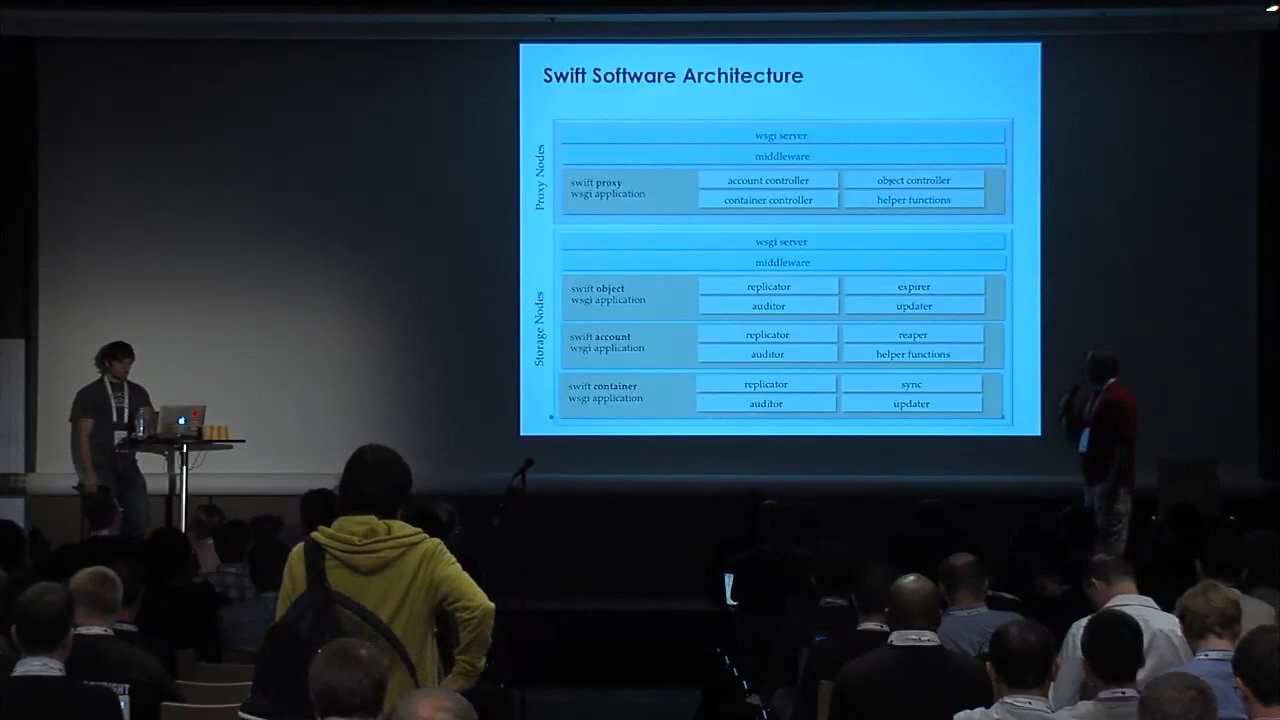 Swift Software Architecture
Proxy Nodes
wsgi server
middleware
swift proxy
wsgi application
account controller
object controller
container controller
helper functions
Storage Nodes
wsgi server
middleware
swift object
wsgi application
replicator
expirer
auditor
updater
swift account
wsgi application
replicator
reaper
auditor
helper functions
swift container
wsgi application
replicator
sync
auditor
updater